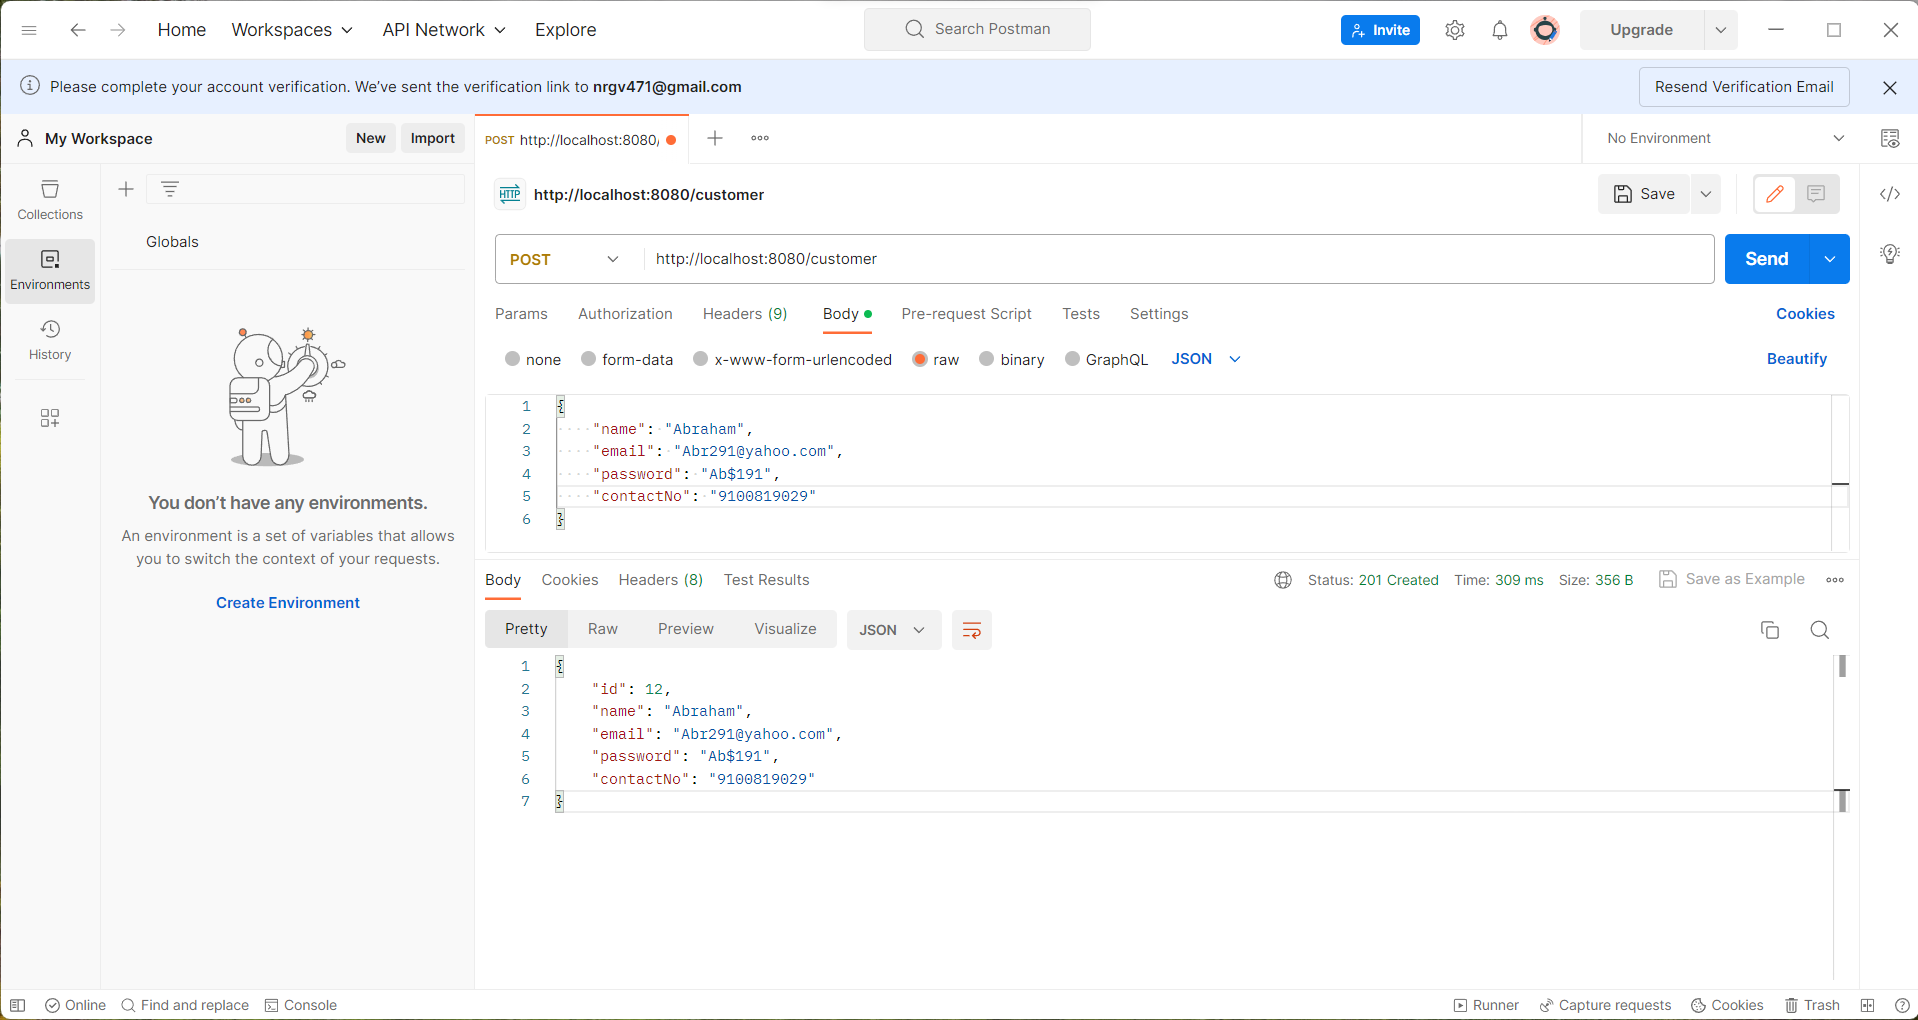 Home Workspaces API Network Explore Search Postman Invite Upgrade
Please complete your account verification. We’ve sent the verification link to nrgv471@gmail.com Resend Verification Email
My Workspace New Import POST http://localhost:8080/ No Environment
Collections
Environments
History
Globals
You don’t have any environments.
An environment is a set of variables that allows
you to switch the context of your requests.
Create Environment
HTTP http://localhost:8080/customer Save
POST http://localhost:8080/customer Send
Params Authorization Headers (9) Body Pre-request Script Tests Settings Cookies
none form-data x-www-form-urlencoded raw binary GraphQL JSON Beautify
1 {
2 "name": "Abraham",
3 "email": "Abr291@yahoo.com",
4 "password": "Ab$191",
5 "contactNo": "9100819029"
6 }
Body Cookies Headers (8) Test Results Status: 201 Created Time: 309 ms Size: 356 B Save as Example
Pretty Raw Preview Visualize JSON
1 {
2 "id": 12,
3 "name": "Abraham",
4 "email": "Abr291@yahoo.com",
5 "password": "Ab$191",
6 "contactNo": "9100819029"
7 }
Online Find and replace Console Runner Capture requests Cookies Trash